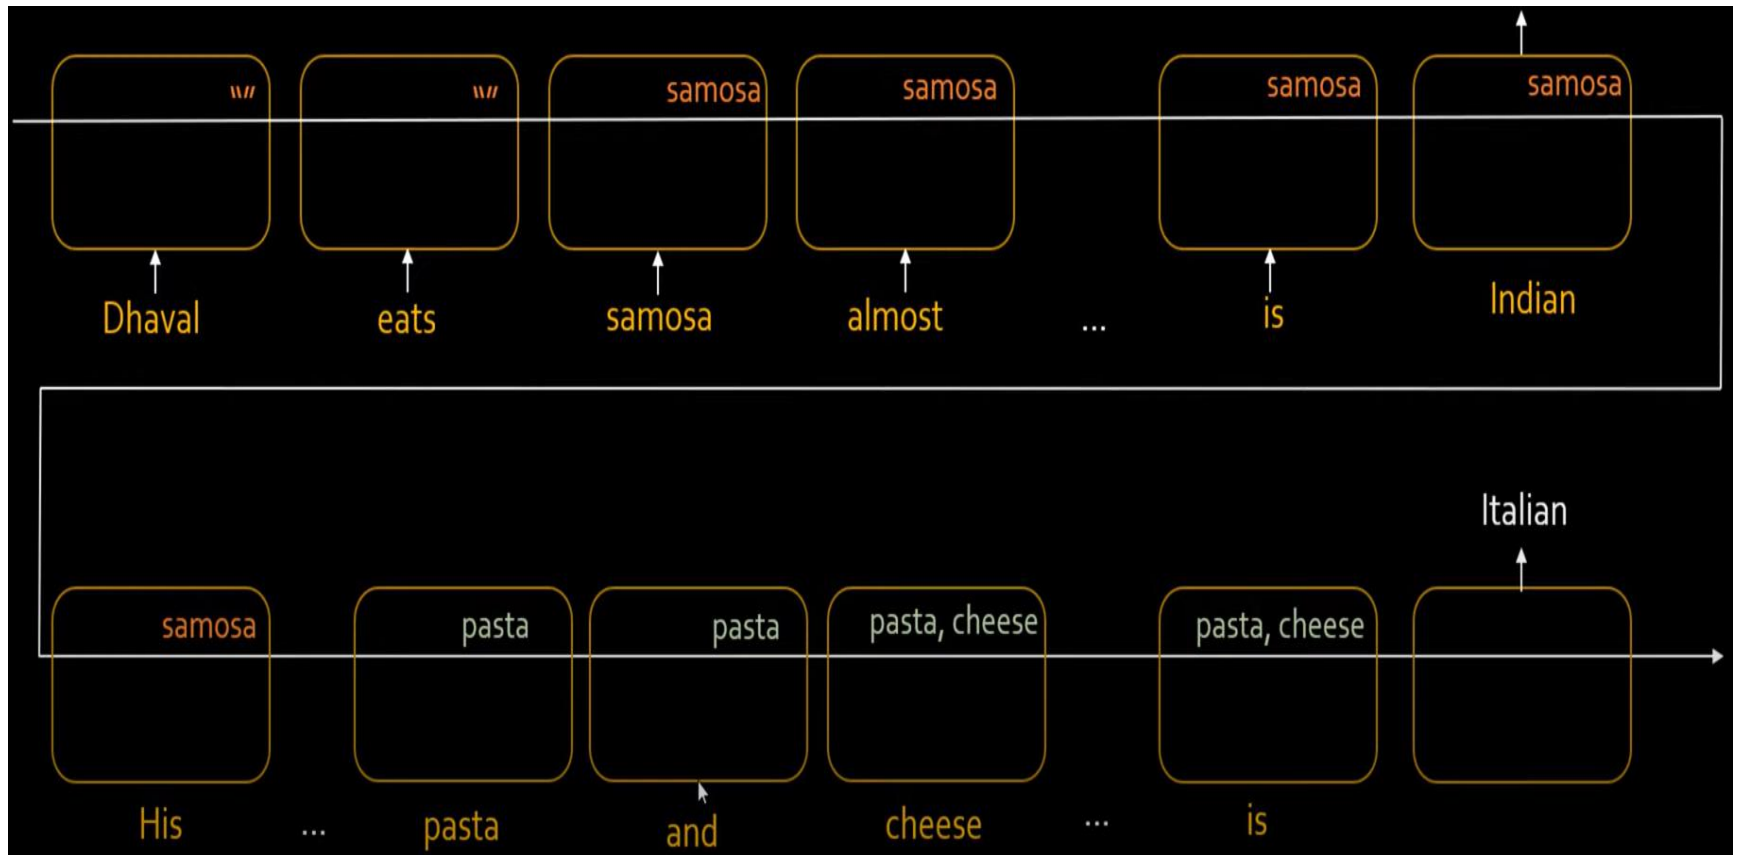 "" "" samosa samosa samosa samosa
Dhaval eats samosa almost ... is Indian
Italian
samosa pasta pasta pasta, cheese pasta, cheese
His ... pasta and cheese ... is